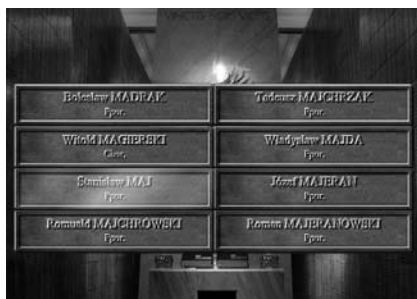 Bolesław MADRAK
Ppor.
Witold MAGIERSKI
Chor.
Stanisław MAJ
Ppor.
Romuald MAJCHROWSKI
Ppor.
Tadeusz MAJCHRZAK
Ppor.
Władysław MAJDA
Ppor.
Józef MAJERAN
Ppor.
Roman MAJERANOWSKI
Ppor.